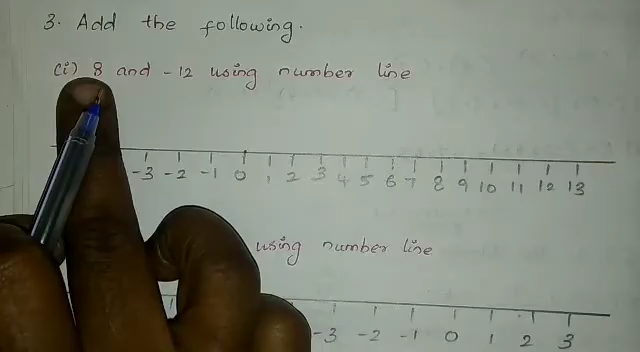 3. Add the following.
(i) 8 and -12 using number line
-3 -2 -1 0 1 2 3 4 5 6 7 8 9 10 11 12 13
using number line
-3 -2 -1 0 1 2 3